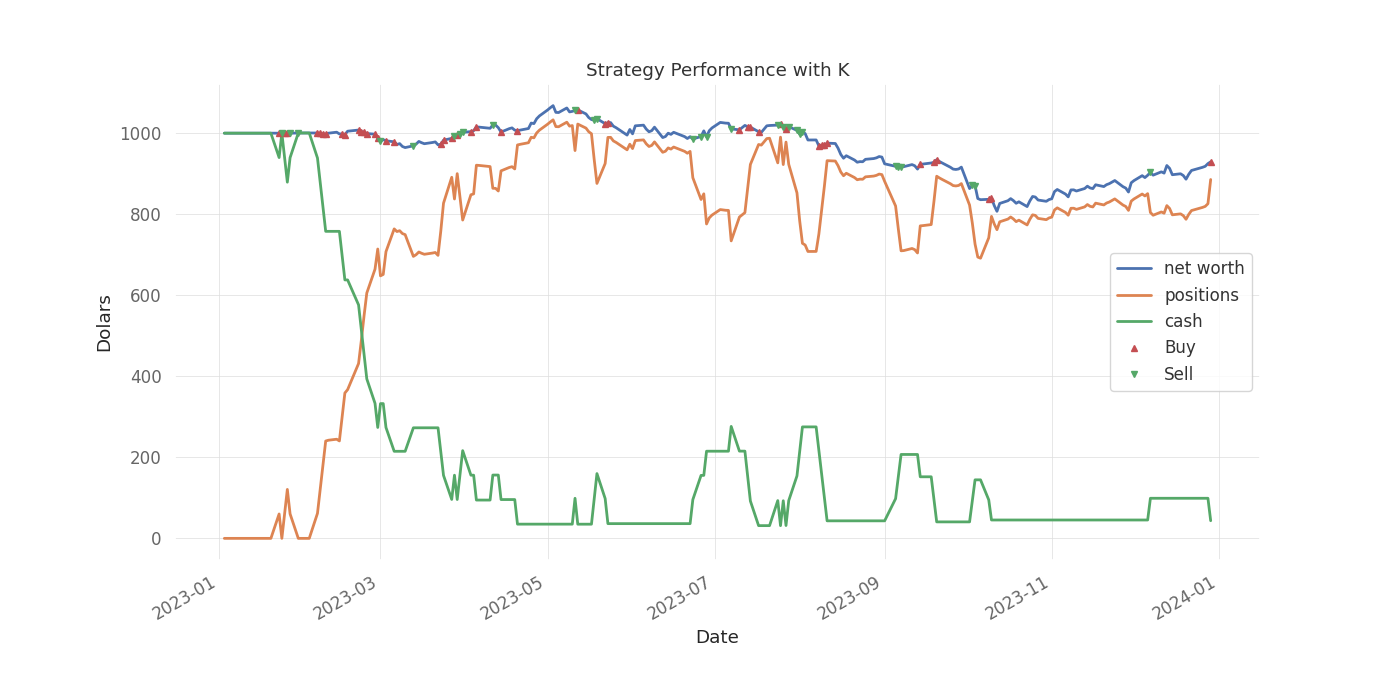 Strategy Performance with K
Dolars
1000
800
600
400
200
0
net worth
positions
cash
Buy
Sell
2023-01
2023-03
2023-05
2023-07
2023-09
2023-11
2024-01
Date